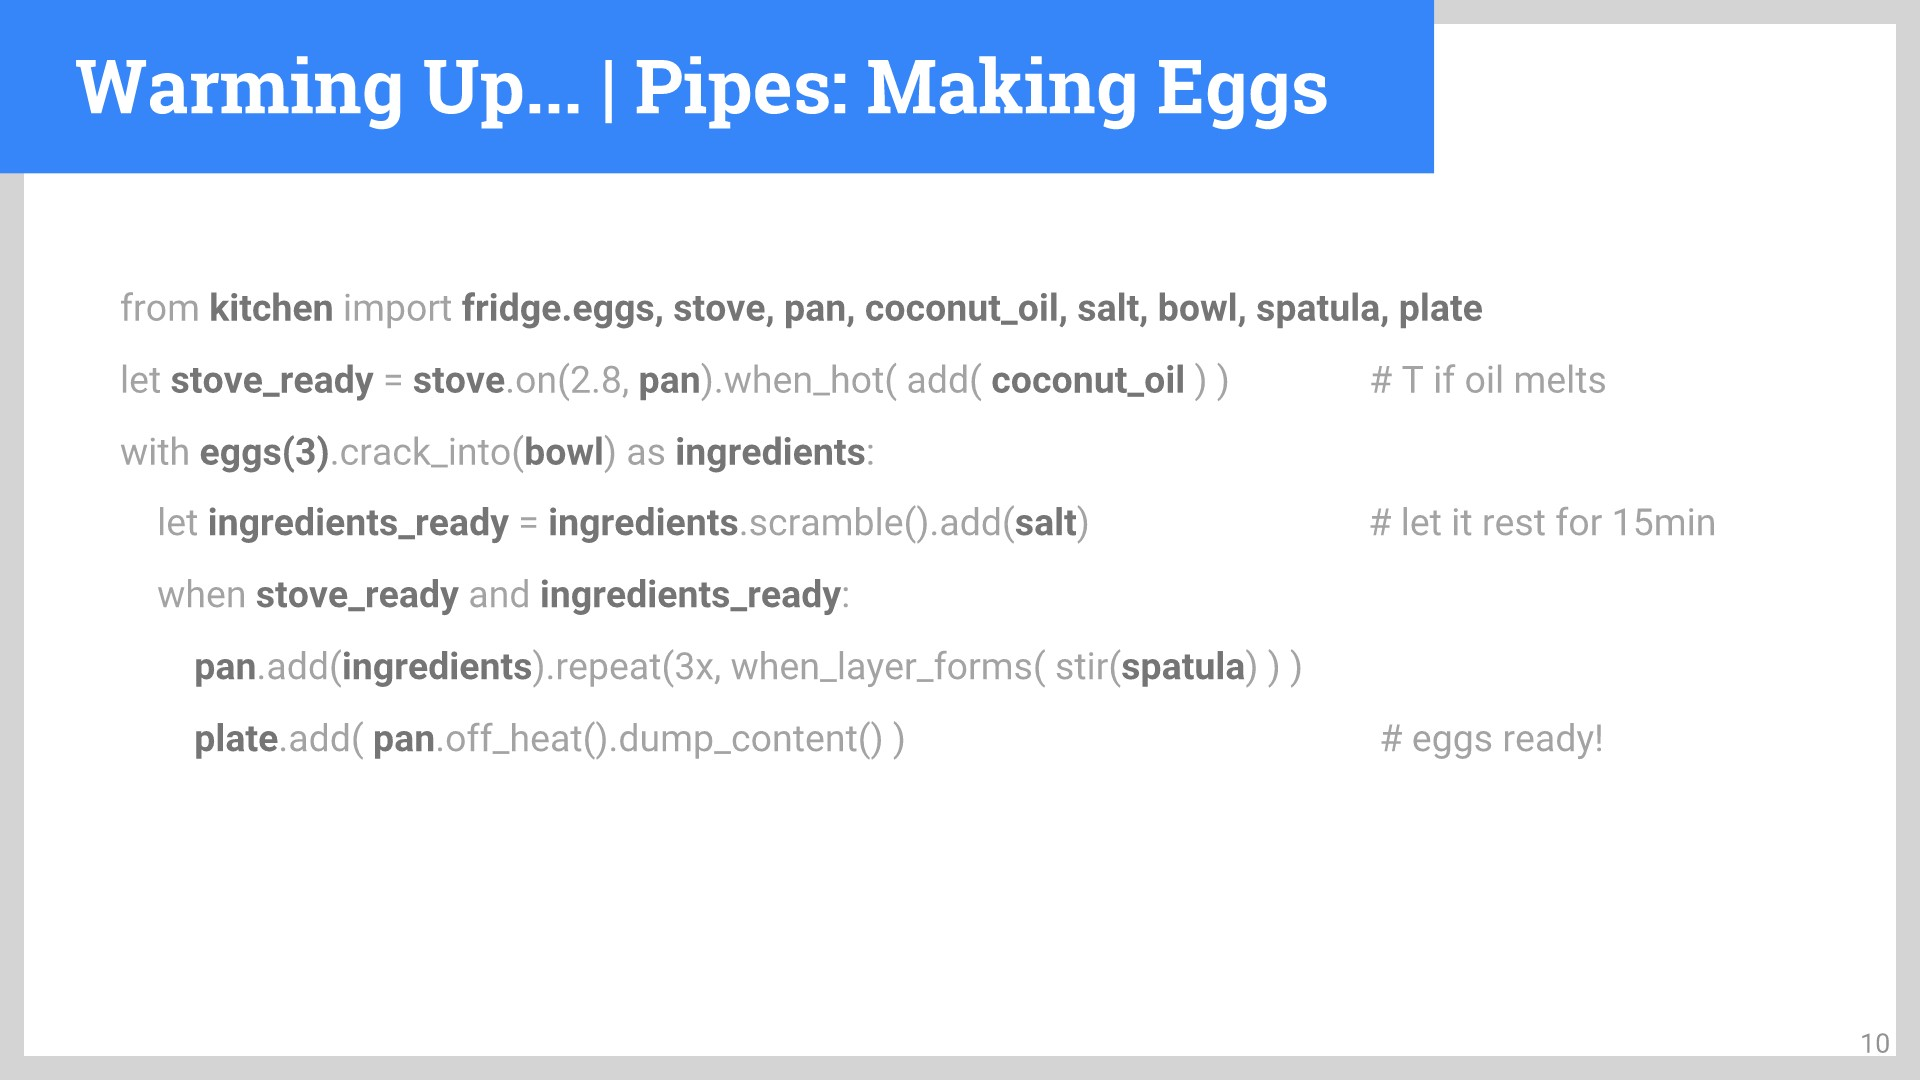 Warming Up... | Pipes: Making Eggs
from kitchen import fridge.eggs, stove, pan, coconut_oil, salt, bowl, spatula, plate
let stove_ready = stove.on(2.8, pan).when_hot( add( coconut_oil ) ) # T if oil melts
with eggs(3).crack_into(bowl) as ingredients:
let ingredients_ready = ingredients.scramble().add(salt) # let it rest for 15min
when stove_ready and ingredients_ready:
pan.add(ingredients).repeat(3x, when_layer_forms( stir(spatula) ) )
plate.add( pan.off_heat().dump_content() ) # eggs ready!
10